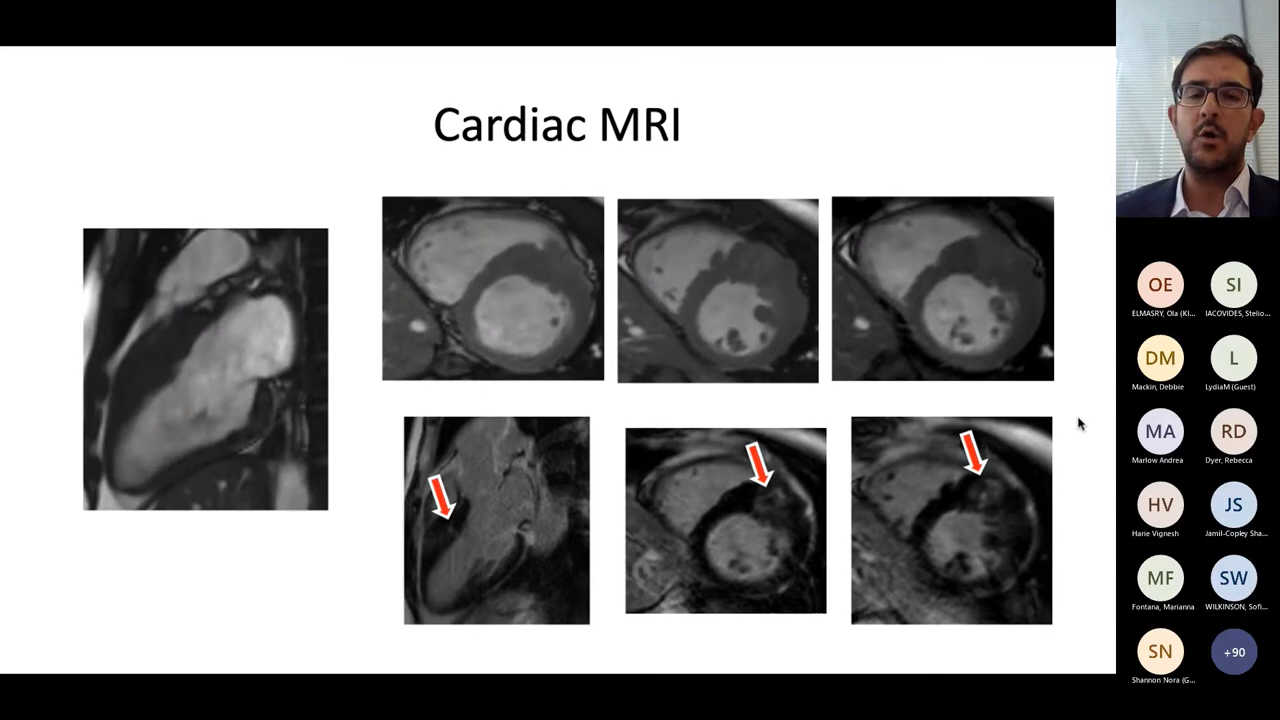 Cardiac MRI
OE
SI
ELMASRY, Ola (KI...
IACOVIDES, Stelio...
DM
L
Mackin, Debbie
LydiaM (Guest)
MA
RD
Marlow Andrea
Dyer, Rebecca
HV
JS
Harie Vignesh
Jamil-Copley Sha...
MF
SW
Fontana, Marianna
WILKINSON, Sofi...
SN
+90
Shannon Nora (G...